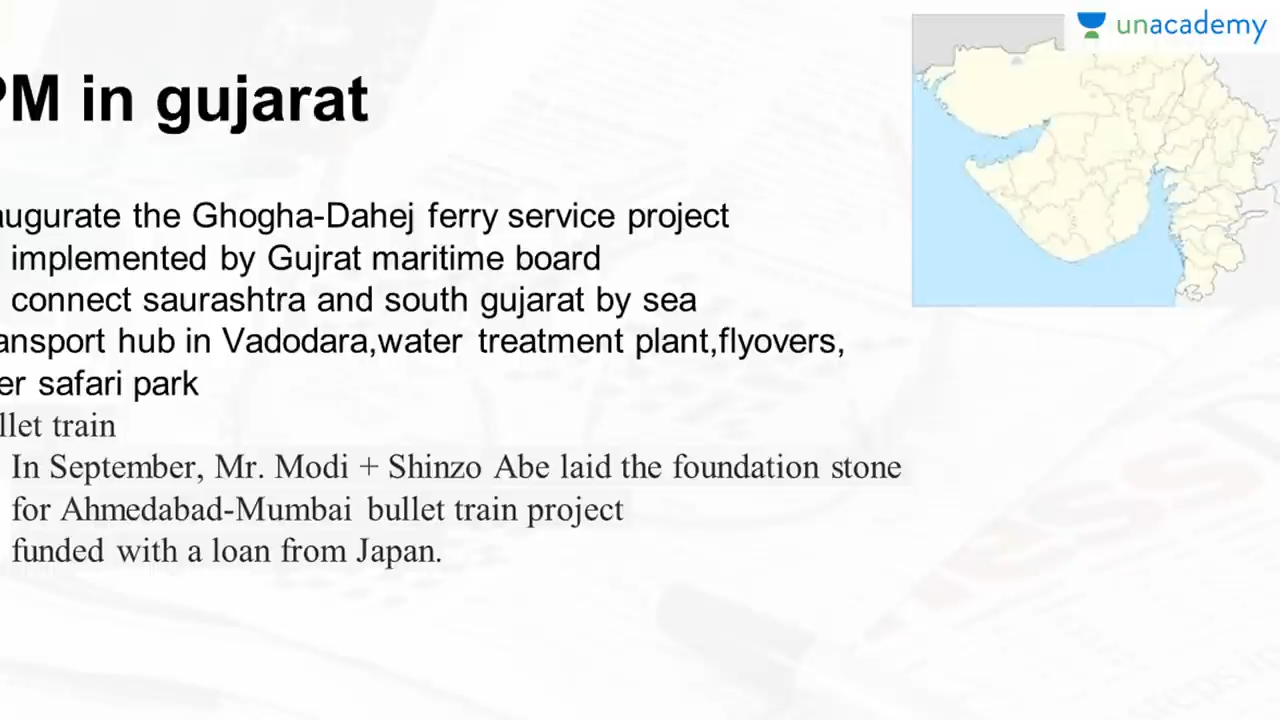 unacademy
PM in gujarat
augurate the Ghogha-Dahej ferry service project
implemented by Gujrat maritime board
connect saurashtra and south gujarat by sea
ansport hub in Vadodara,water treatment plant,flyovers,
er safari park
llet train
In September, Mr. Modi + Shinzo Abe laid the foundation stone
for Ahmedabad-Mumbai bullet train project
funded with a loan from Japan.